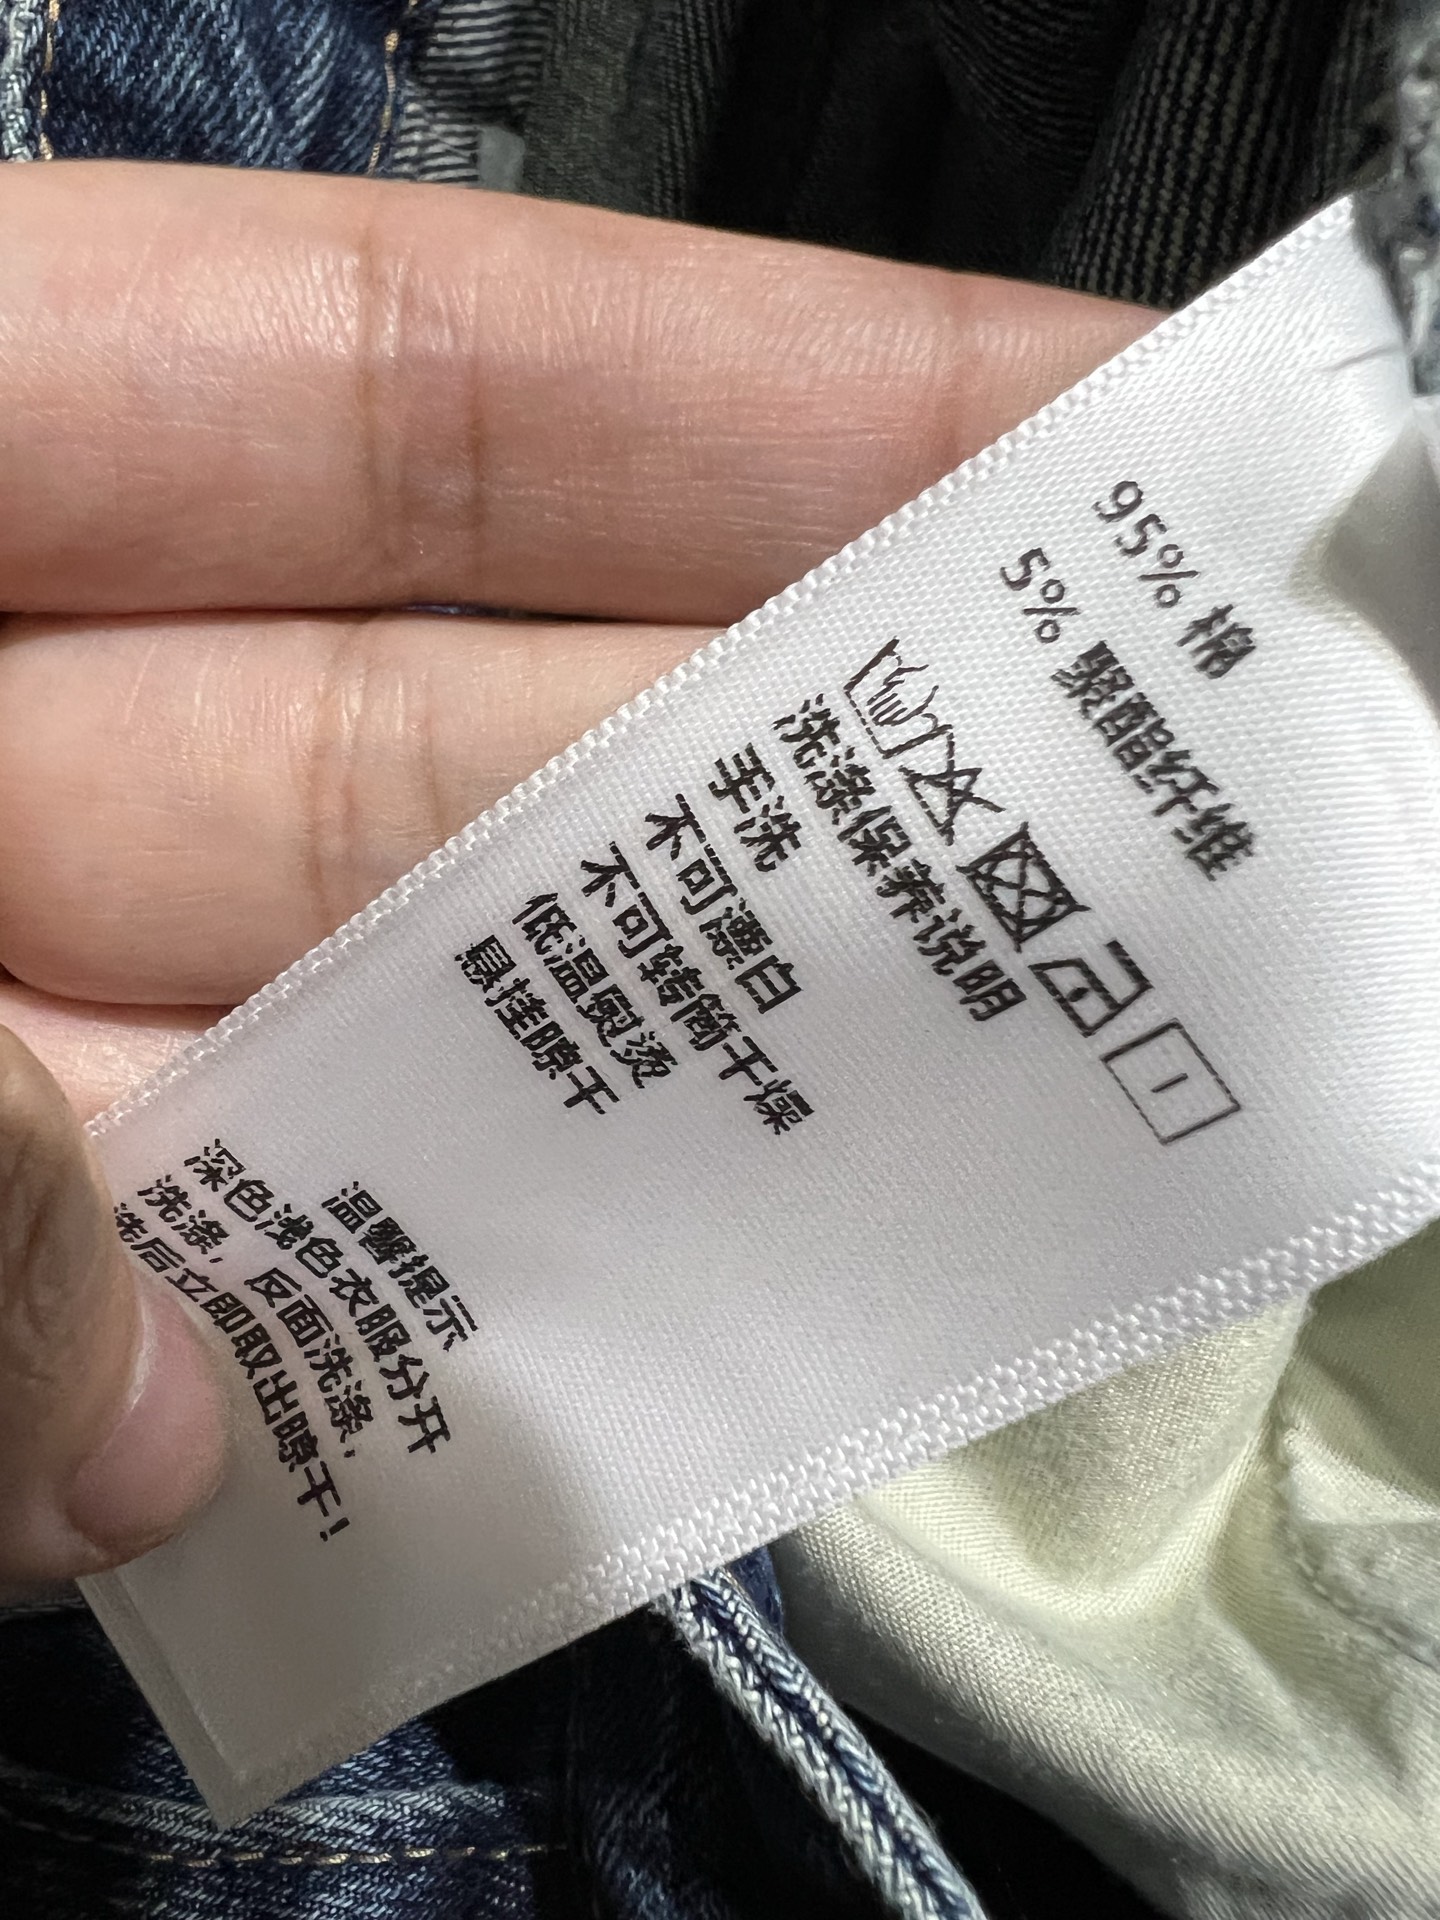 95% 棉
5% 聚酯纤维
洗涤保养说明
手洗
不可漂白
不可转筒干燥
低温熨烫
悬挂晾干
温馨提示
深色浅色衣服分开
洗涤，反面洗涤，
洗后立即取出晾干！